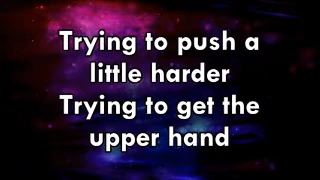 Trying to push a
little harder
Trying to get the
upper hand